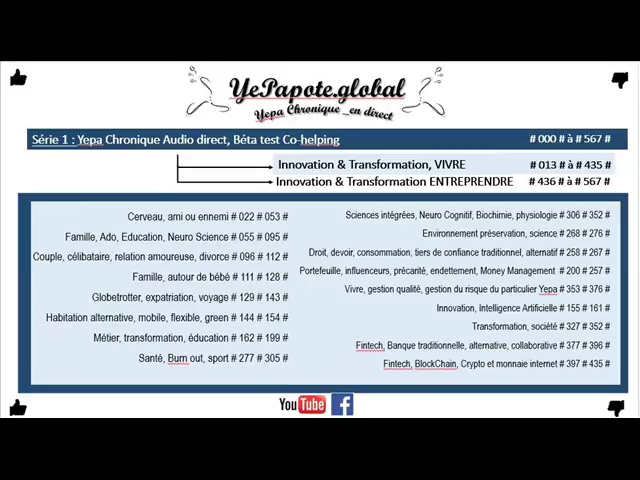 YePapote.global
Yepa Chronique _en direct
Série 1 : Yepa Chronique Audio direct, Béta test Co-helping # 000 # à # 567 #
Innovation & Transformation, VIVRE # 013 # à # 435 #
Innovation & Transformation ENTREPRENDRE # 436 # à # 567 #
Cerveau, ami ou ennemi # 022 # 053 #
Famille, Ado, Education, Neuro Science # 055 # 095 #
Couple, célibataire, relation amoureuse, divorce # 096 # 112 #
Famille, autour de bébé # 111 # 128 #
Globetrotter, expatriation, voyage # 129 # 143 #
Habitation alternative, mobile, flexible, green # 144 # 154 #
Métier, transformation, éducation # 162 # 199 #
Santé, Burn out, sport # 277 # 305 #
Sciences intégrées, Neuro Cognitif, Biochimie, physiologie # 306 # 352 #
Environnement préservation, science # 268 # 276 #
Droit, devoir, consommation, tiers de confiance traditionnel, alternatif # 258 # 267 #
Portefeuille, influenceurs, précarité, endettement, Money Management # 200 # 257 #
Vivre, gestion qualité, gestion du risque du particulier Yepa # 353 # 376 #
Innovation, Intelligence Artificielle # 155 # 161 #
Transformation, société # 327 # 352 #
Fintech, Banque traditionnelle, alternative, collaborative # 377 # 396 #
Fintech, BlockChain, Crypto et monnaie internet # 397 # 435 #
YouTube f